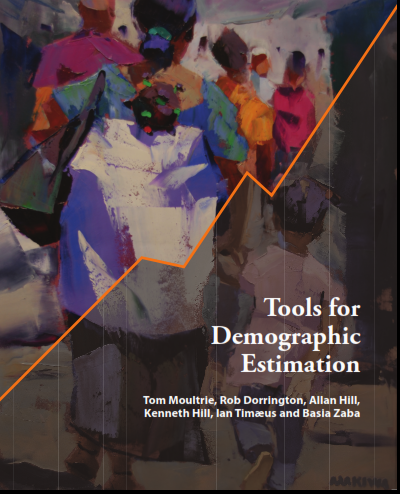 Tools for
Demographic
Estimation
Tom Moultrie, Rob Dorrington, Allan Hill,
Kenneth Hill, Ian Timæus and Basia Zaba